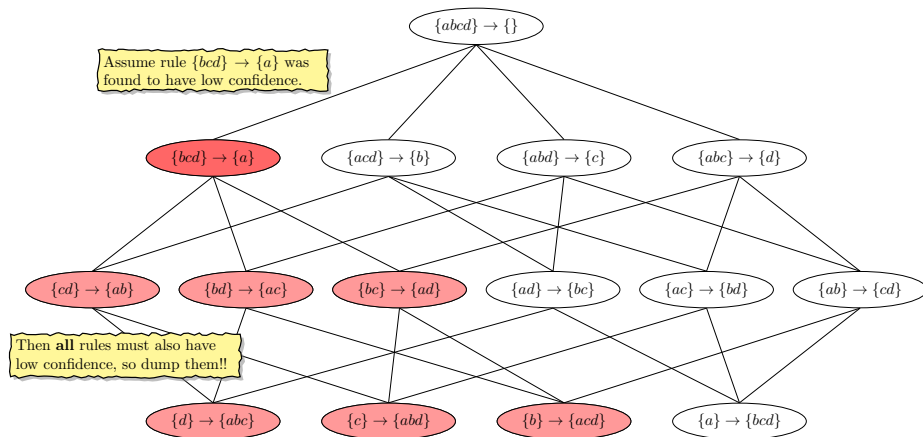 {abcd} → {}
Assume rule {bcd} → {a} was
found to have low confidence.
{bcd} → {a}
{acd} → {b}
{abd} → {c}
{abc} → {d}
{cd} → {ab}
{bd} → {ac}
{bc} → {ad}
{ad} → {bc}
{ac} → {bd}
{ab} → {cd}
Then all rules must also have
low confidence, so dump them!!
{d} → {abc}
{c} → {abd}
{b} → {acd}
{a} → {bcd}